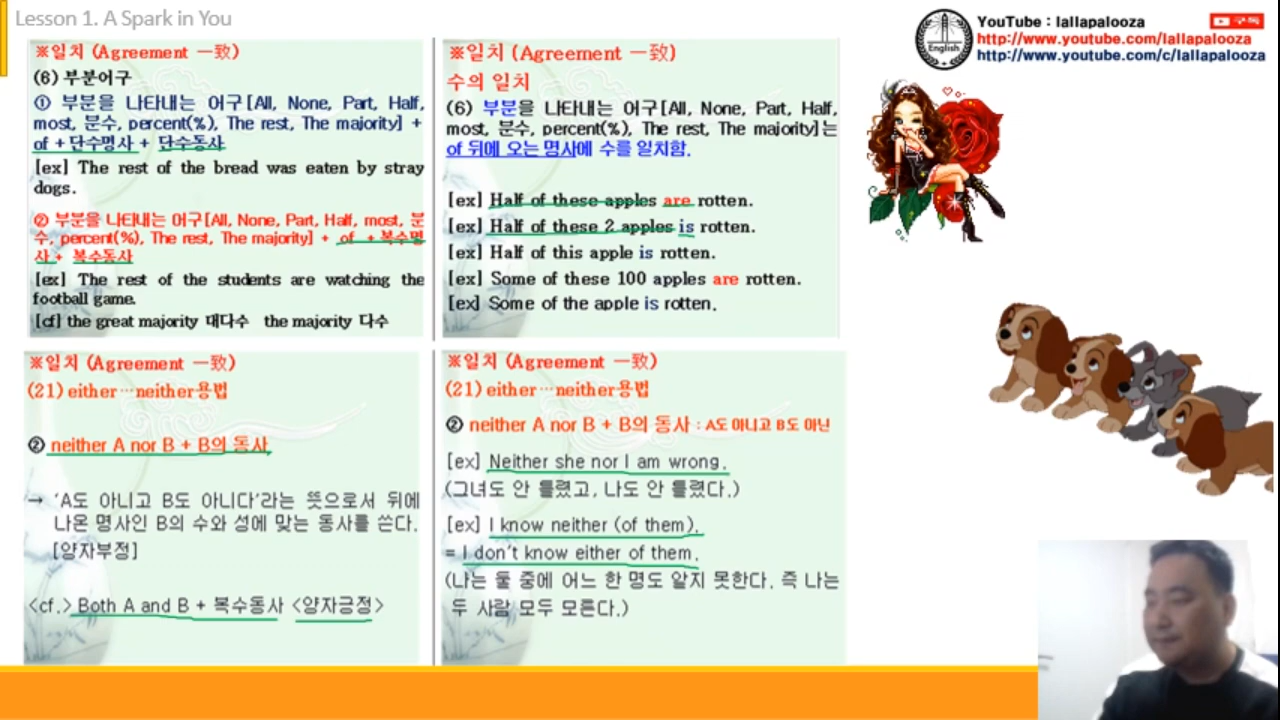 Lesson 1. A Spark in You
YouTube : lallapalooza
구독
http://www.youtube.com/lallapalooza
http://www.youtube.com/c/lallapalooza
English
※일치 (Agreement 一致)
(6) 부분어구
① 부분을 나타내는 어구[All, None, Part, Half,
most, 분수, percent(%), The rest, The majority] +
of + 단수명사 + 단수동사
[ex] The rest of the bread was eaten by stray
dogs.
② 부분을 나타내는 어구[All, None, Part, Half, most, 분
수, percent(%), The rest, The majority] + of + 복수명
사 + 복수동사
[ex] The rest of the students are watching the
football game.
[cf] the great majority 대다수 the majority 다수
※일치 (Agreement 一致)
수의 일치
(6) 부분을 나타내는 어구[All, None, Part, Half,
most, 분수, percent(%), The rest, The majority]는
of 뒤에 오는 명사에 수를 일치함.
[ex] Half of these apples are rotten.
[ex] Half of these 2 apples is rotten.
[ex] Half of this apple is rotten.
[ex] Some of these 100 apples are rotten.
[ex] Some of the apple is rotten.
※일치 (Agreement 一致)
(21) either…neither용법
② neither A nor B + B의 동사
→ ‘A도 아니고 B도 아니다’라는 뜻으로서 뒤에
나온 명사인 B의 수와 성에 맞는 동사를 쓴다.
[양자부정]
<cf.> Both A and B + 복수동사 <양자긍정>
※일치 (Agreement 一致)
(21) either…neither용법
② neither A nor B + B의 동사 : A도 아니고 B도 아닌
[ex] Neither she nor I am wrong.
(그녀도 안 틀렸고, 나도 안 틀렸다.)
[ex] I know neither (of them).
= I don't know either of them.
(나는 둘 중에 어느 한 명도 알지 못한다. 즉 나는
두 사람 모두 모른다.)